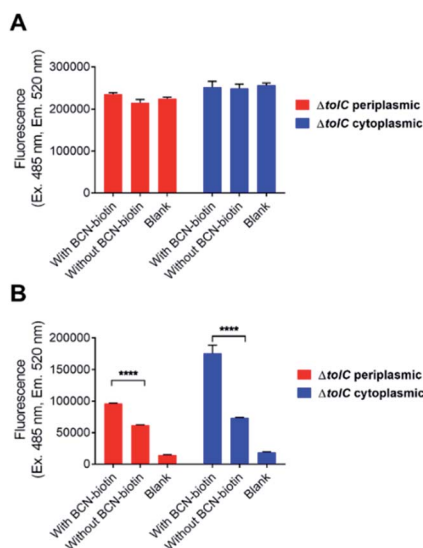 A
Fluorescence
(Ex. 485 nm, Em. 520 nm)
300000
200000
100000
0
With BCN-biotin
Without BCN-biotin
Blank
With BCN-biotin
Without BCN-biotin
Blank
ΔtolC periplasmic
ΔtolC cytoplasmic
B
Fluorescence
(Ex. 485 nm, Em. 520 nm)
200000
150000
100000
50000
0
****
****
With BCN-biotin
Without BCN-biotin
Blank
With BCN-biotin
Without BCN-biotin
Blank
ΔtolC periplasmic
ΔtolC cytoplasmic